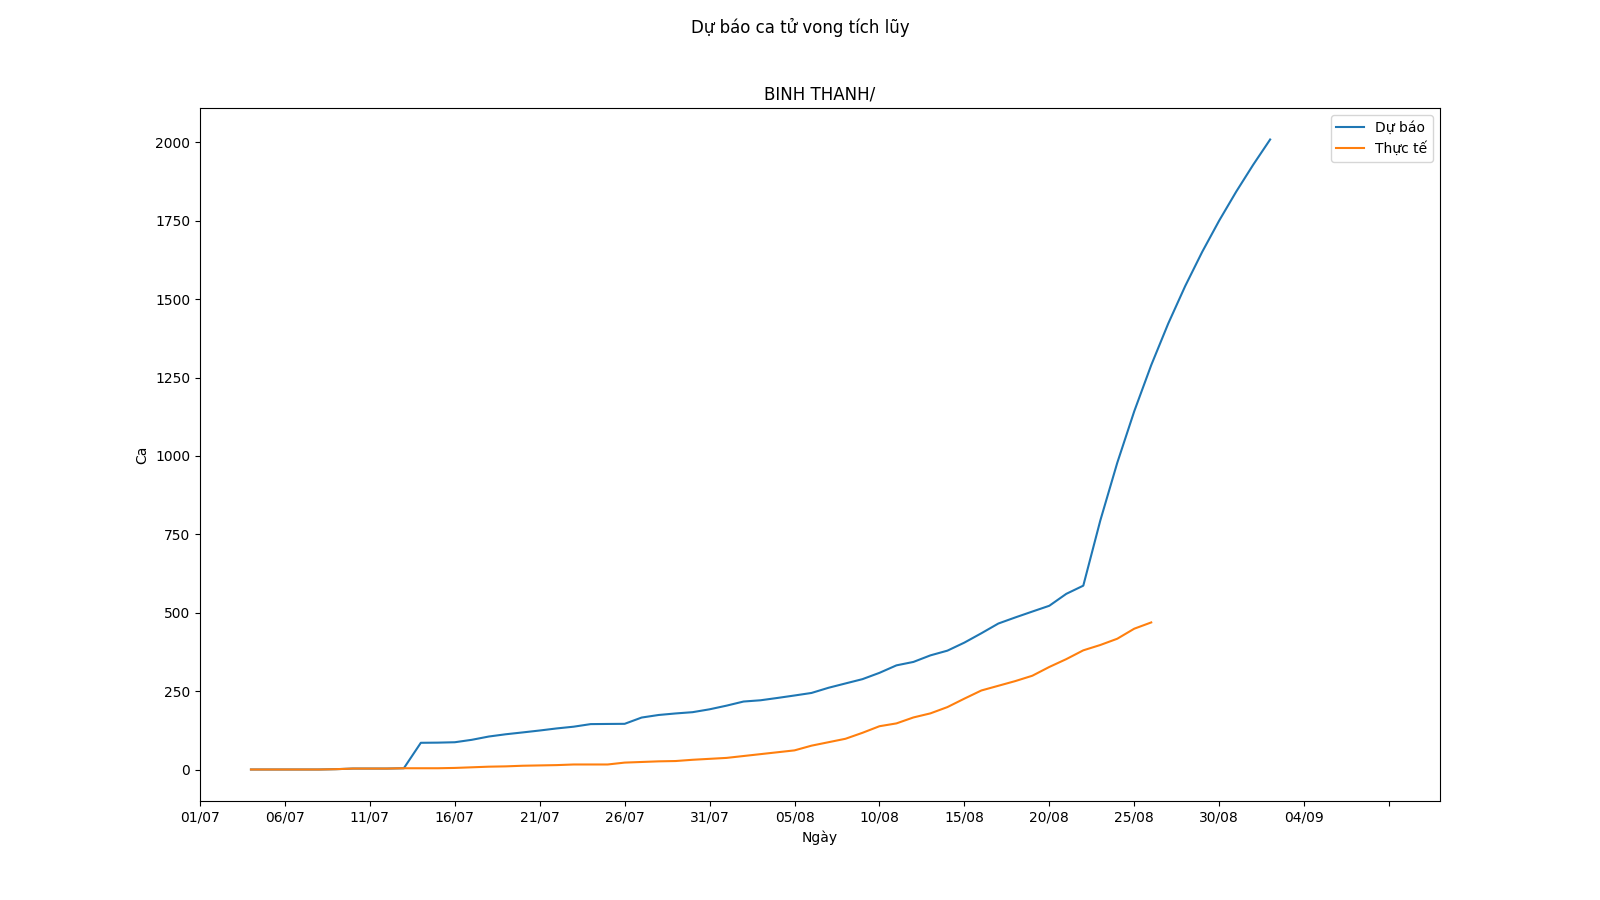 Dự báo ca tử vong tích lũy
BINH THANH/
Dự báo
Thực tế
2000
1750
1500
1250
1000
750
500
250
0
Ca
01/07 06/07 11/07 16/07 21/07 26/07 31/07 05/08 10/08 15/08 20/08 25/08 30/08 04/09
Ngày